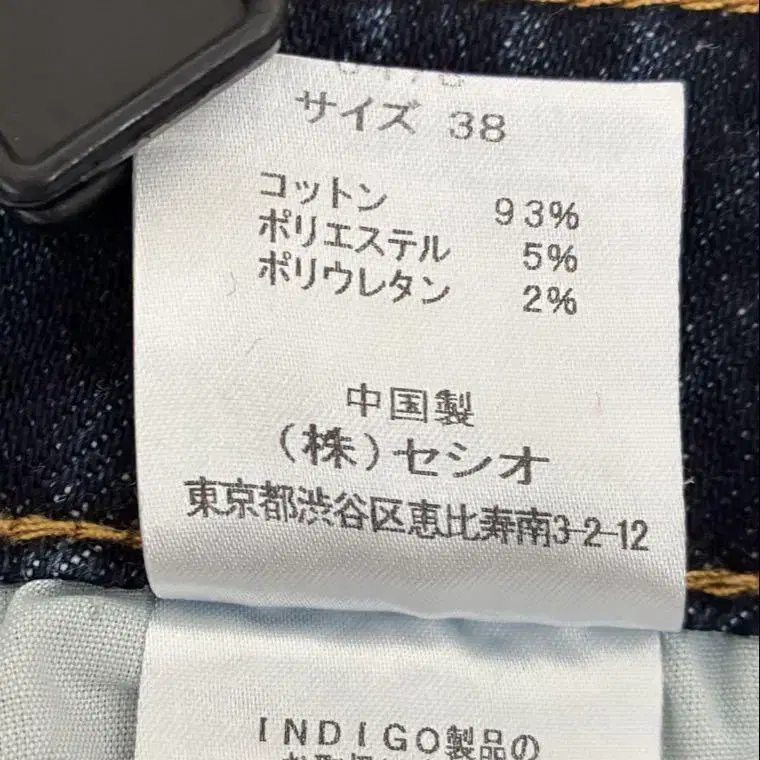 サイズ 38
コットン 93%
ポリエステル 5%
ポリウレタン 2%
中国製
(株)セシオ
東京都渋谷区恵比寿南3-2-12
INDIGO製品の